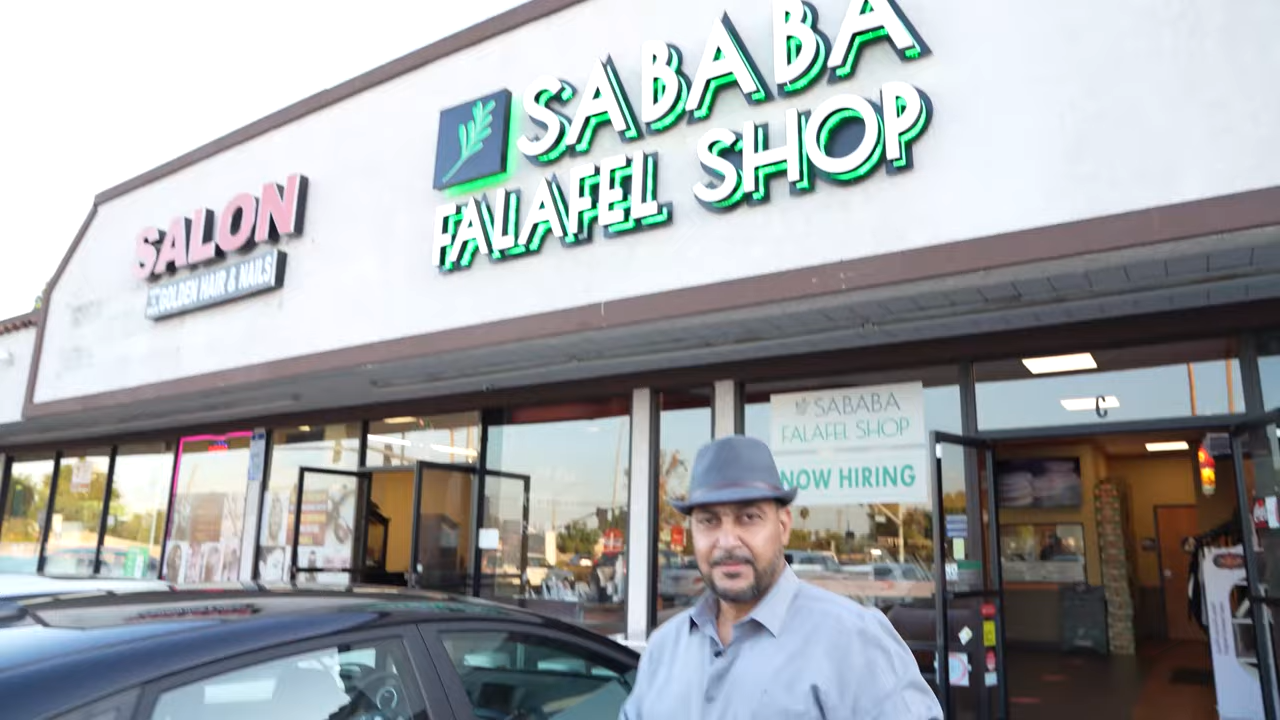 SABABA
FALAFEL SHOP
SALON
GOLDEN HAIR & NAILS
SABABA
FALAFEL SHOP
NOW HIRING
C